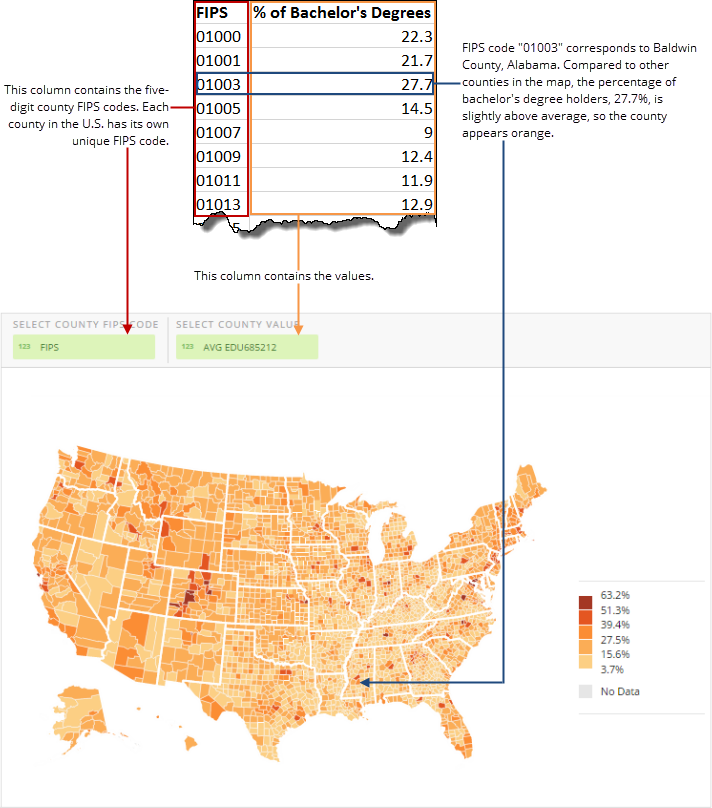 FIPS % of Bachelor's Degrees
01000 22.3
01001 21.7
01003 27.7
01005 14.5
01007 9
01009 12.4
01011 11.9
01013 12.9
This column contains the five-
digit county FIPS codes. Each
county in the U.S. has its own
unique FIPS code.
FIPS code "01003" corresponds to Baldwin
County, Alabama. Compared to other
counties in the map, the percentage of
bachelor's degree holders, 27.7%, is
slightly above average, so the county
appears orange.
This column contains the values.
SELECT COUNTY FIPS CODE SELECT COUNTY VALUE
123 FIPS 123 AVG EDU685212
63.2%
51.3%
39.4%
27.5%
15.6%
3.7%
No Data